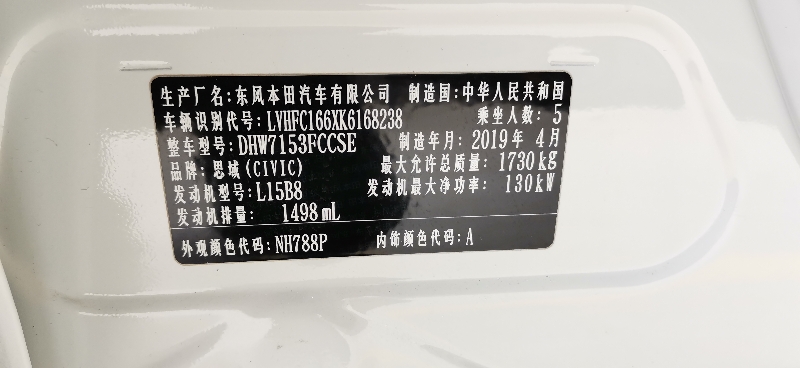 生产厂名:东风本田汽车有限公司 制造国:中华人民共和国
车辆识别代号:LVHFC166XK6168238 乘坐人数:5
整车型号:DHW7153FCCSE 制造年月:2019年4月
品牌:思域(CIVIC) 最大允许总质量:1730kg
发动机型号:L15B8 发动机最大净功率:130kW
发动机排量:1498mL
外观颜色代码:NH788P 内饰颜色代码:A